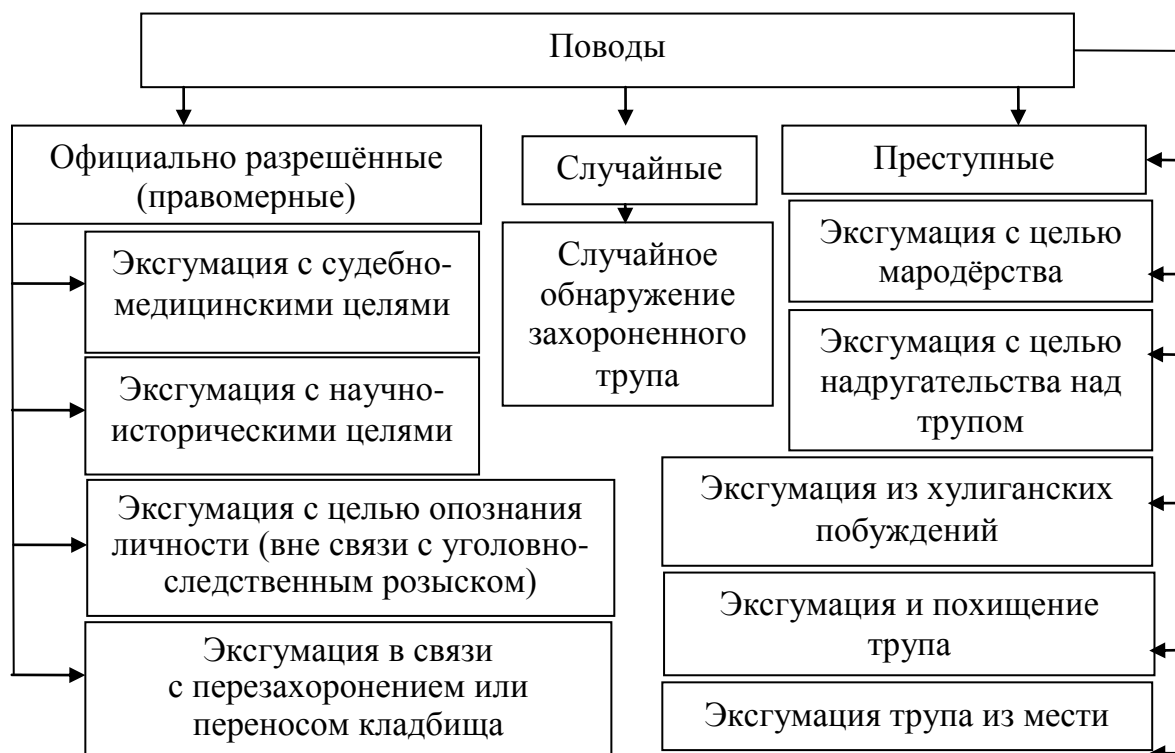 Поводы
Официально разрешённые
(правомерные)
Эксгумация с судебно-
медицинскими целями
Эксгумация с научно-
историческими целями
Эксгумация с целью опознания
личности (вне связи с уголовно-
следственным розыском)
Эксгумация в связи
с перезахоронением или
переносом кладбища
Случайные
Случайное
обнаружение
захороненного
трупа
Преступные
Эксгумация с целью
мародёрства
Эксгумация с целью
надругательства над
трупом
Эксгумация из хулиганских
побуждений
Эксгумация и похищение
трупа
Эксгумация трупа из мести